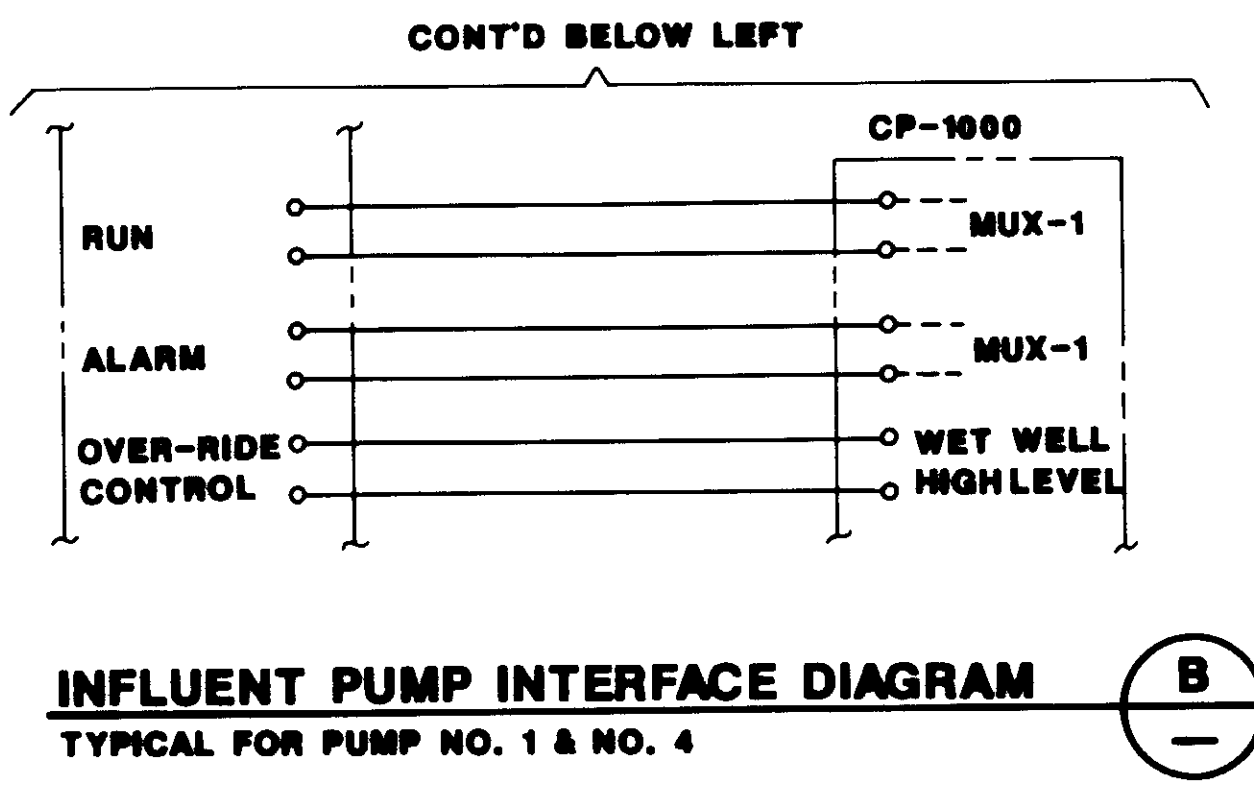 CONT'D BELOW LEFT
CP-1000
RUN
MUX-1
ALARM
MUX-1
OVER-RIDE
CONTROL
WET WELL
HIGH LEVEL
INFLUENT PUMP INTERFACE DIAGRAM
TYPICAL FOR PUMP NO. 1 & NO. 4
B
—